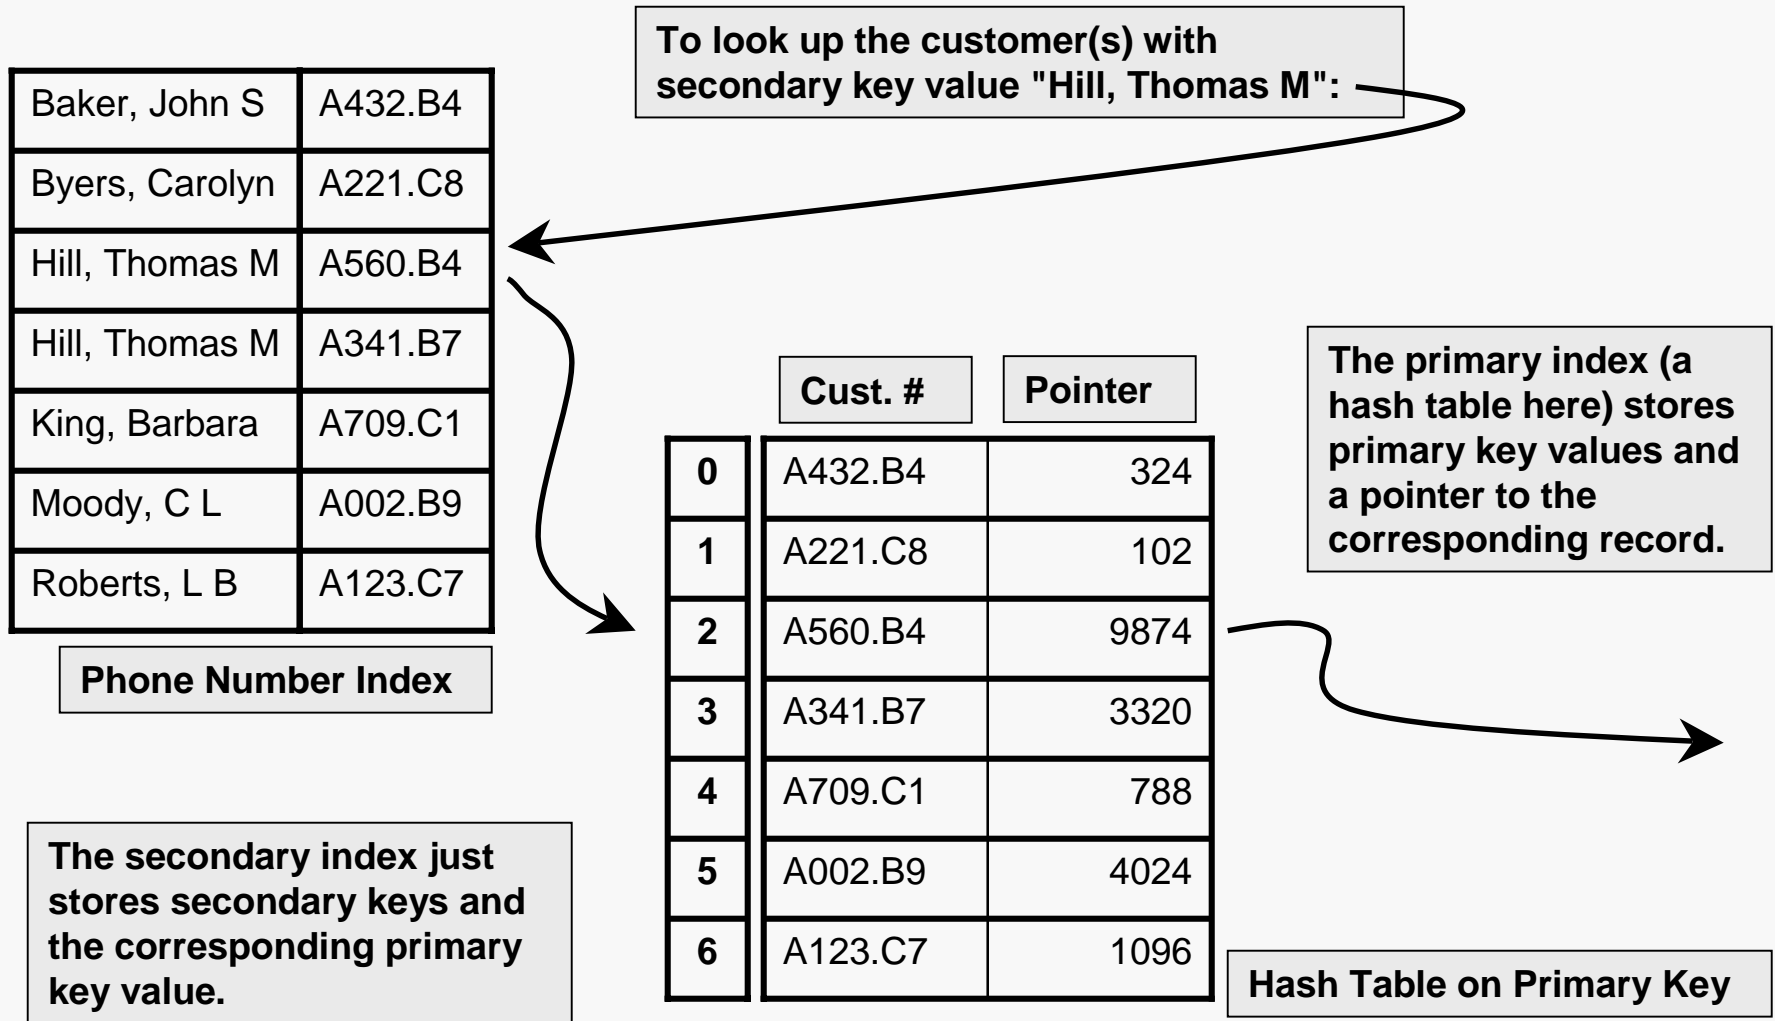 To look up the customer(s) with
secondary key value "Hill, Thomas M":
Baker, John S A432.B4
Byers, Carolyn A221.C8
Hill, Thomas M A560.B4
Hill, Thomas M A341.B7
King, Barbara A709.C1
Moody, C L A002.B9
Roberts, L B A123.C7
Phone Number Index
The secondary index just
stores secondary keys and
the corresponding primary
key value.
Cust. # Pointer
0 A432.B4 324
1 A221.C8 102
2 A560.B4 9874
3 A341.B7 3320
4 A709.C1 788
5 A002.B9 4024
6 A123.C7 1096
The primary index (a
hash table here) stores
primary key values and
a pointer to the
corresponding record.
Hash Table on Primary Key